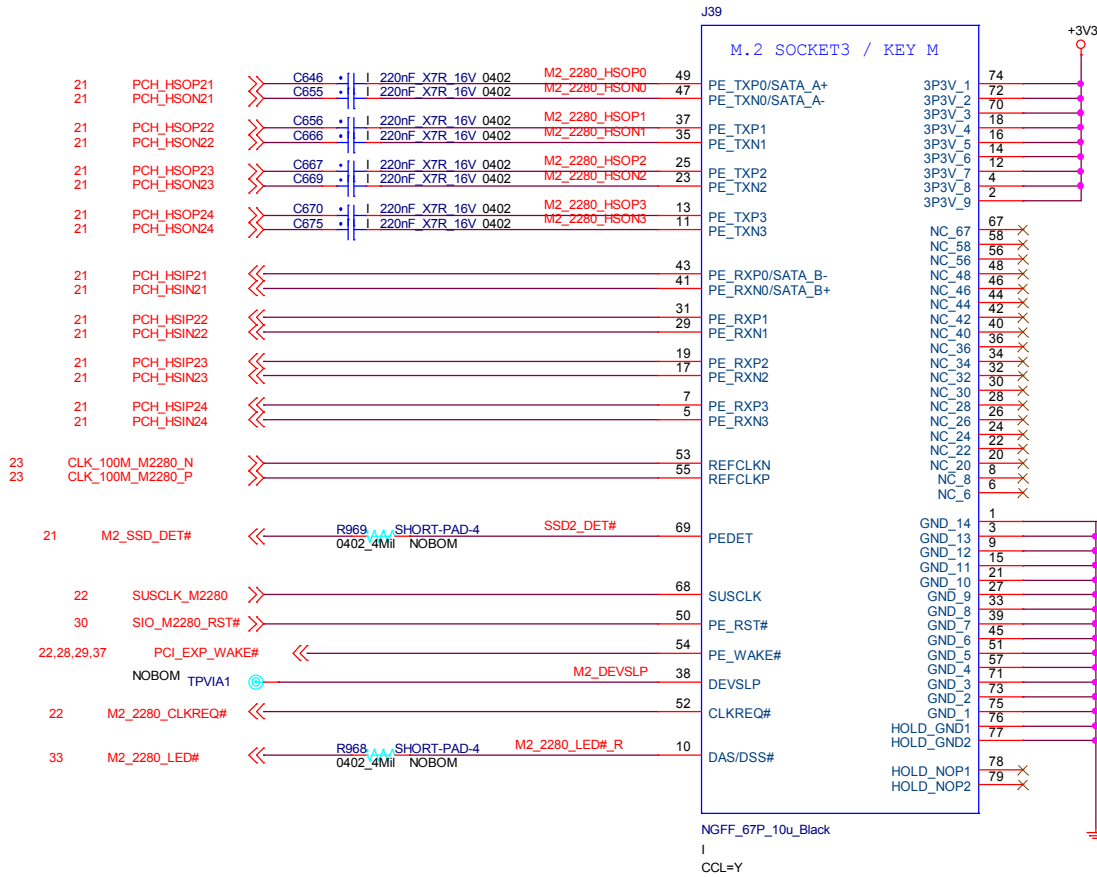 J39
M.2 SOCKET3 / KEY M
+3V3
21 PCH_HSOP21 C646 I 220nF_X7R_16V 0402 M2_2280_HSOP0 49 PE_TXP0/SATA_A+
21 PCH_HSON21 C655 I 220nF_X7R_16V 0402 M2_2280_HSON0 47 PE_TXN0/SATA_A-
21 PCH_HSOP22 C656 I 220nF_X7R_16V 0402 M2_2280_HSOP1 37 PE_TXP1
21 PCH_HSON22 C666 I 220nF_X7R_16V 0402 M2_2280_HSON1 35 PE_TXN1
21 PCH_HSOP23 C667 I 220nF_X7R_16V 0402 M2_2280_HSOP2 25 PE_TXP2
21 PCH_HSON23 C669 I 220nF_X7R_16V 0402 M2_2280_HSON2 23 PE_TXN2
21 PCH_HSOP24 C670 I 220nF_X7R_16V 0402 M2_2280_HSOP3 13 PE_TXP3
21 PCH_HSON24 C675 I 220nF_X7R_16V 0402 M2_2280_HSON3 11 PE_TXN3
21 PCH_HSIP21 43 PE_RXP0/SATA_B-
21 PCH_HSIN21 41 PE_RXN0/SATA_B+
21 PCH_HSIP22 31 PE_RXP1
21 PCH_HSIN22 29 PE_RXN1
21 PCH_HSIP23 19 PE_RXP2
21 PCH_HSIN23 17 PE_RXN2
21 PCH_HSIP24 7 PE_RXP3
21 PCH_HSIN24 5 PE_RXN3
23 CLK_100M_M2280_N 53 REFCLKN
23 CLK_100M_M2280_P 55 REFCLKP
21 M2_SSD_DET# R969 SHORT-PAD-4 SSD2_DET# 69 PEDET
0402_4Mil NOBOM
22 SUSCLK_M2280 68 SUSCLK
30 SIO_M2280_RST# 50 PE_RST#
22,28,29,37 PCI_EXP_WAKE# 54 PE_WAKE#
NOBOM TPVIA1 M2_DEVSLP 38 DEVSLP
22 M2_2280_CLKREQ# 52 CLKREQ#
33 M2_2280_LED# R968 SHORT-PAD-4 M2_2280_LED#_R 10 DAS/DSS#
0402_4Mil NOBOM
3P3V_1 74
3P3V_2 72
3P3V_3 70
3P3V_4 18
3P3V_5 16
3P3V_6 14
3P3V_7 12
3P3V_8 4
3P3V_9 2
NC_67 67
NC_58 58
NC_56 56
NC_48 48
NC_46 46
NC_44 44
NC_42 42
NC_40 40
NC_36 36
NC_34 34
NC_32 32
NC_30 30
NC_28 28
NC_26 26
NC_24 24
NC_22 22
NC_20 20
NC_8 8
NC_6 6
GND_14 1
GND_13 3
GND_12 9
GND_11 15
GND_10 21
GND_9 27
GND_8 33
GND_7 39
GND_6 45
GND_5 51
GND_4 57
GND_3 71
GND_2 73
GND_1 75
HOLD_GND1 76
HOLD_GND2 77
HOLD_NOP1 78
HOLD_NOP2 79
NGFF_67P_10u_Black
I
CCL=Y